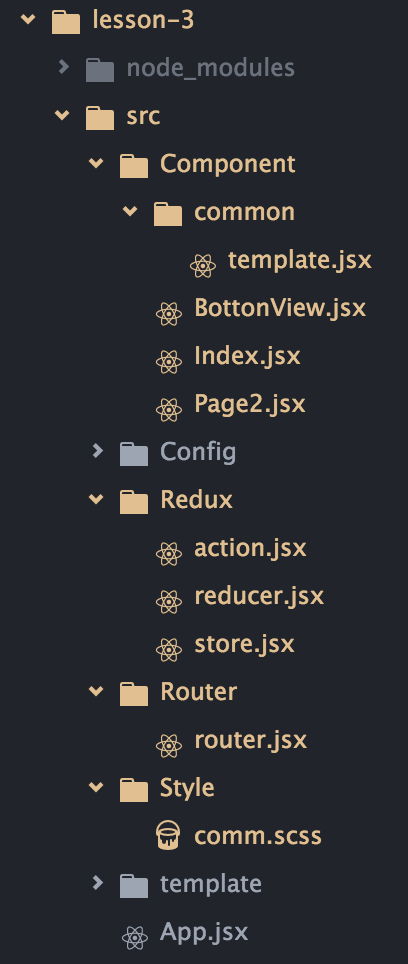 lesson-3
node_modules
src
Component
common
template.jsx
BottonView.jsx
Index.jsx
Page2.jsx
Config
Redux
action.jsx
reducer.jsx
store.jsx
Router
router.jsx
Style
comm.scss
template
App.jsx